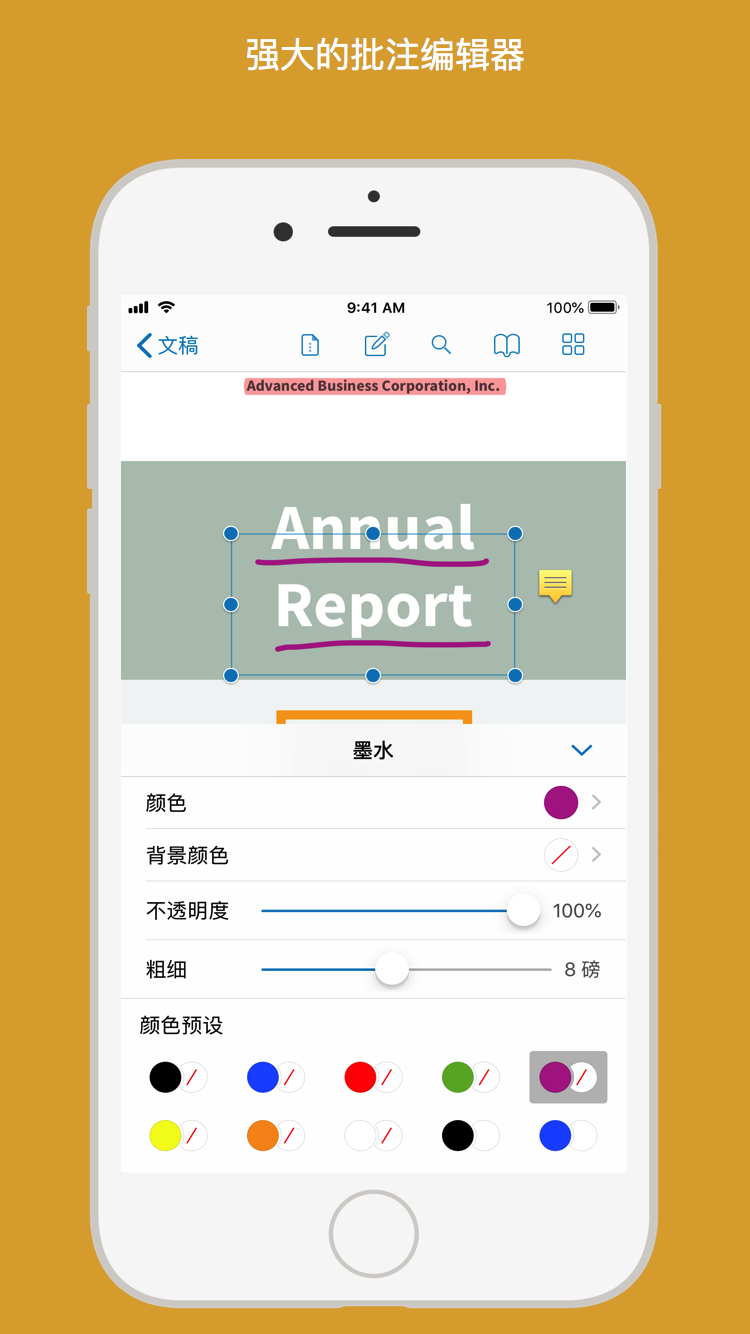 强大的批注编辑器
9:41 AM
100%
文稿
Advanced Business Corporation, Inc.
Annual
Report
墨水
颜色
背景颜色
不透明度 100%
粗细 8 磅
颜色预设